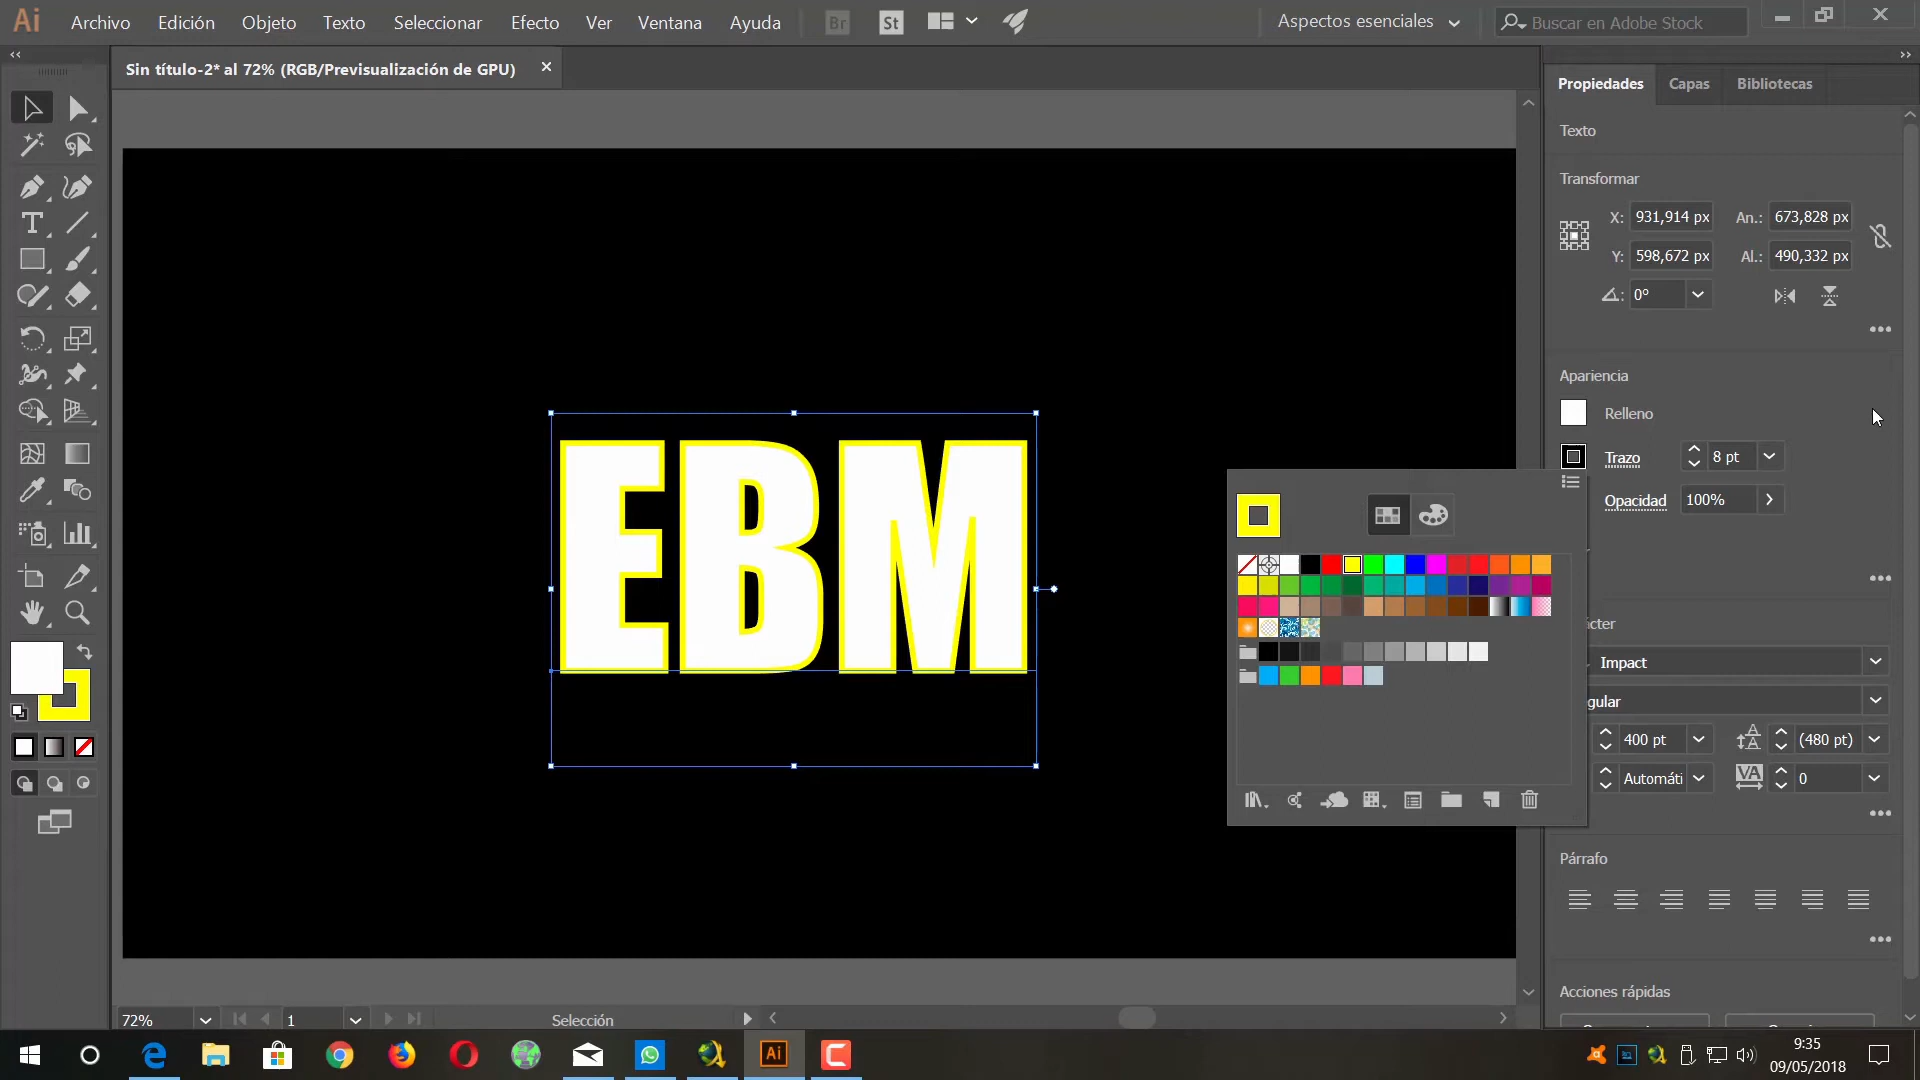 Ai Archivo Edición Objeto Texto Seleccionar Efecto Ver Ventana Ayuda Br St Aspectos esenciales Buscar en Adobe Stock
Sin título-2* al 72% (RGB/Previsualización de GPU)
Propiedades Capas Bibliotecas
Texto
Transformar
X: 931,914 px An.: 673,828 px
Y: 598,672 px Al.: 490,332 px
0°
Apariencia
Relleno
Trazo 8 pt
Opacidad 100%
EBM
cter
Impact
gular
400 pt (480 pt)
Automáti VA 0
Párrafo
Acciones rápidas
72% 1 Selección
Ai
9:35
09/05/2018